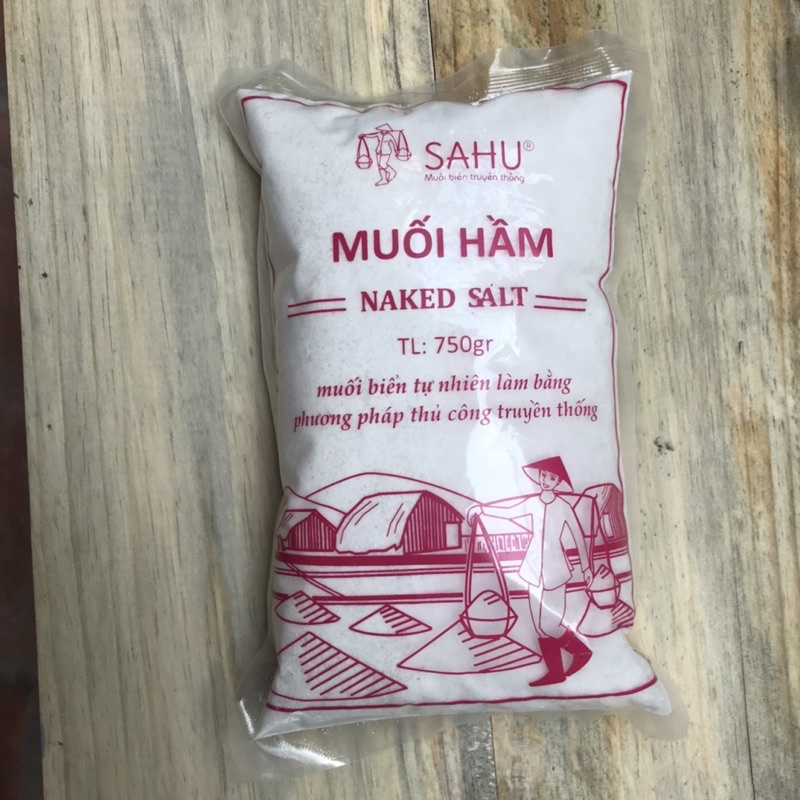 SAHU®
Muối biển truyền thống
MUỐI HẦM
NAKED SALT
TL: 750gr
muối biển tự nhiên làm bằng
phương pháp thủ công truyền thống